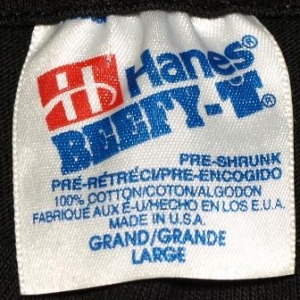 H Hanes®
BEEFY-T®
PRE-SHRUNK
PRÉ-RÉTRÉCI/PRE-ENCOGIDO
100% COTTON/COTON/ALGODON
FABRIQUE AUX É-U/HECHO EN LOS E.U.A.
MADE IN U.S.A.
GRAND/GRANDE
LARGE